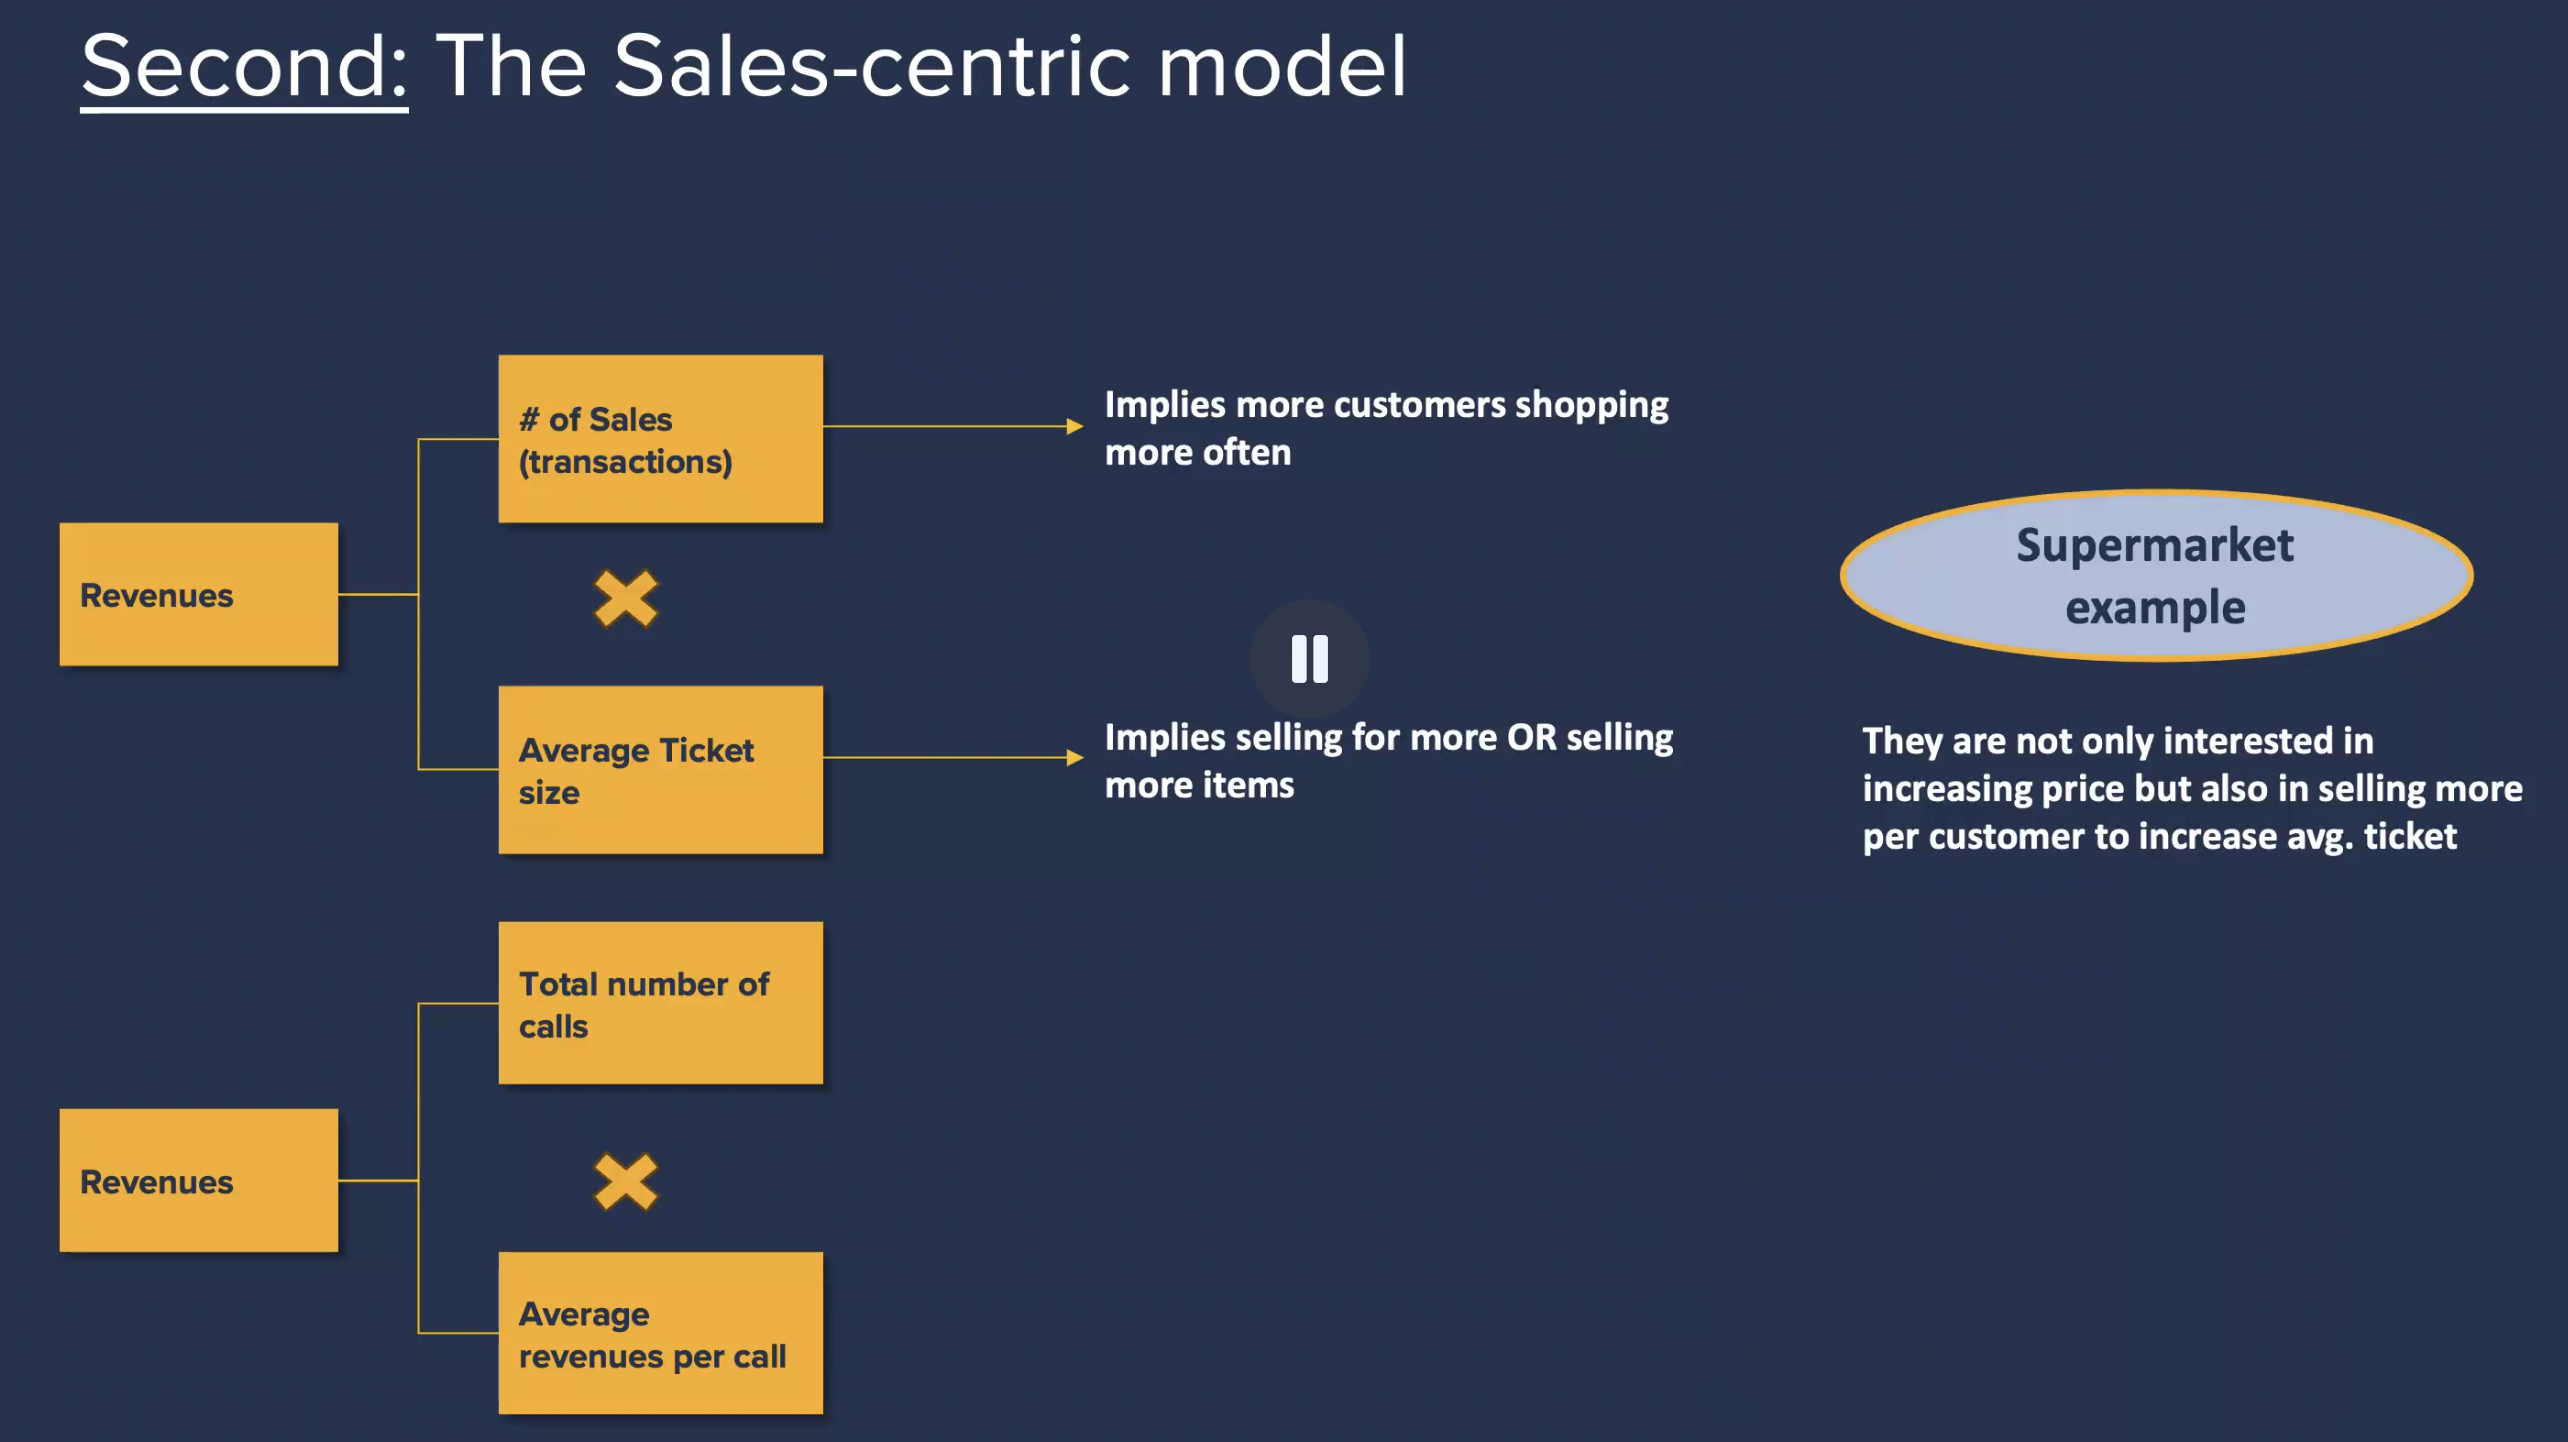 Second: The Sales-centric model
# of Sales
(transactions)
Implies more customers shopping
more often
Revenues
Average Ticket
size
Implies selling for more OR selling
more items
Supermarket
example
They are not only interested in
increasing price but also in selling more
per customer to increase avg. ticket
Total number of
calls
Revenues
Average
revenues per call